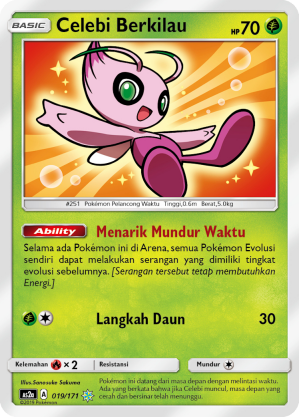 BASIC Celebi Berkilau HP70
#251 Pokémon Pelancong Waktu Tinggi,0.6m Berat,5.0kg
Ability Menarik Mundur Waktu
Selama ada Pokémon ini di Arena, semua Pokémon Evolusi
sendiri dapat melakukan serangan yang dimiliki tingkat
evolusi sebelumnya. [Serangan tersebut tetap membutuhkan
Energi.]
Langkah Daun 30
Kelemahan ×2 Resistansi Mundur
Illus.Sanosuke Sakuma
AS2a A 019/171
©2019 Pokémon
Pokémon ini datang dari masa depan dengan melintasi waktu.
Ada yang berkata bahwa jika Celebi muncul, masa depan yang
cerah dan bersinar telah menunggu.